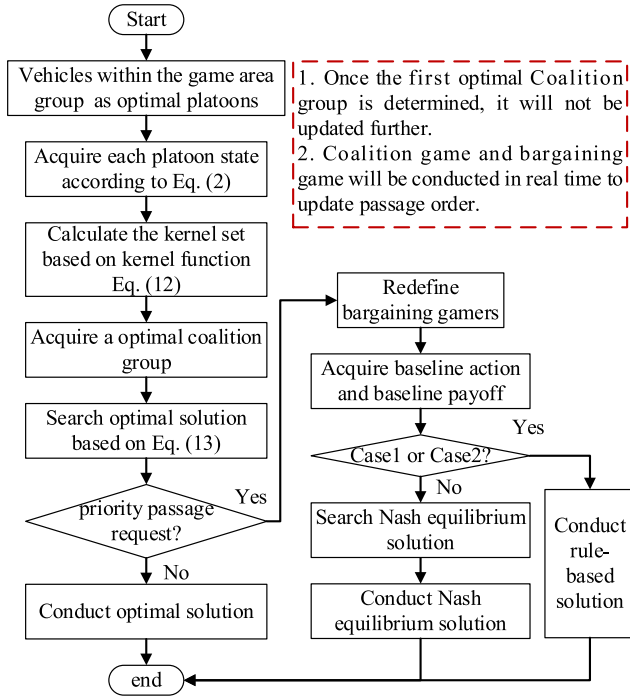 Start
Vehicles within the game area
group as optimal platoons
Acquire each platoon state
according to Eq. (2)
Calculate the kernel set
based on kernel function
Eq. (12)
Acquire a optimal coalition
group
Search optimal solution
based on Eq. (13)
priority passage
request?
Yes
No
Conduct optimal solution
end
1. Once the first optimal Coalition
group is determined, it will not be
updated further.
2. Coalition game and bargaining
game will be conducted in real time to
update passage order.
Redefine
bargaining gamers
Acquire baseline action
and baseline payoff
Case1 or Case2?
Yes
No
Search Nash equilibrium
solution
Conduct Nash
equilibrium solution
Conduct
rule-
based
solution